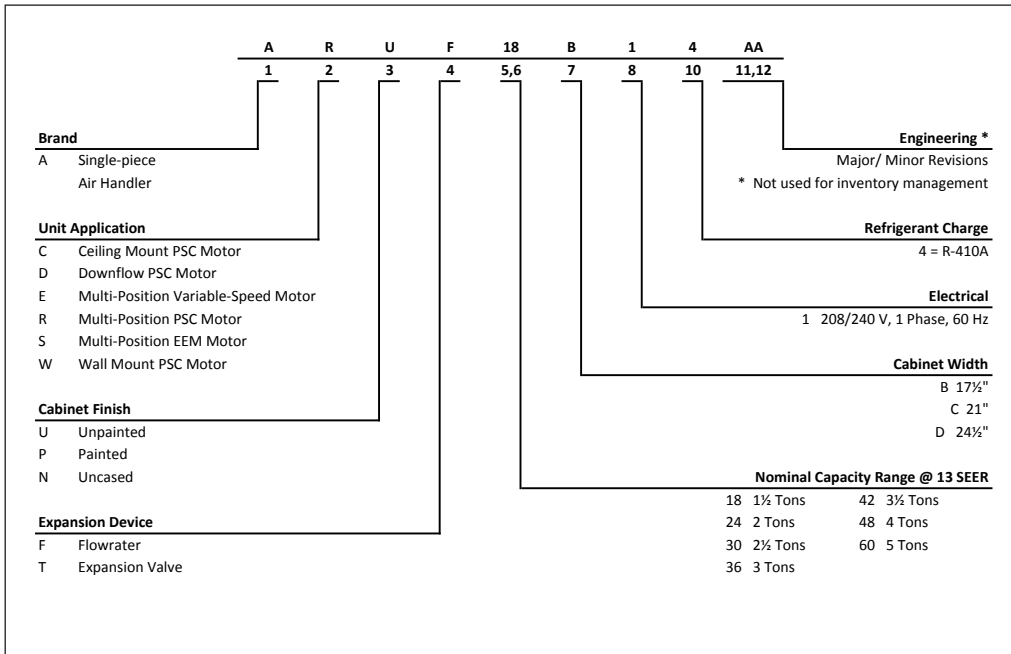 A R U F 18 B 1 4 AA
1 2 3 4 5,6 7 8 10 11,12
Brand
A Single-piece
Air Handler
Unit Application
C Ceiling Mount PSC Motor
D Downflow PSC Motor
E Multi-Position Variable-Speed Motor
R Multi-Position PSC Motor
S Multi-Position EEM Motor
W Wall Mount PSC Motor
Cabinet Finish
U Unpainted
P Painted
N Uncased
Expansion Device
F Flowrater
T Expansion Valve
Engineering *
Major/ Minor Revisions
* Not used for inventory management
Refrigerant Charge
4 = R-410A
Electrical
1 208/240 V, 1 Phase, 60 Hz
Cabinet Width
B 17½"
C 21"
D 24½"
Nominal Capacity Range @ 13 SEER
18 1½ Tons 42 3½ Tons
24 2 Tons 48 4 Tons
30 2½ Tons 60 5 Tons
36 3 Tons